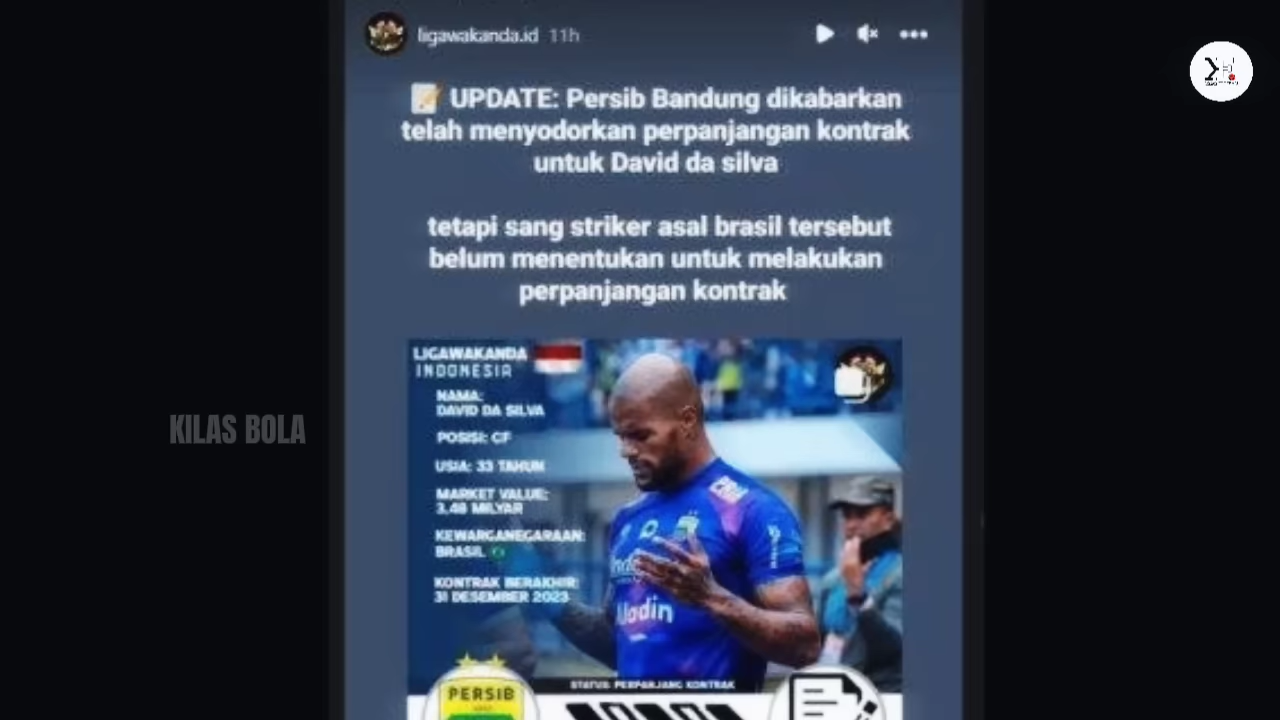 ligawakanda.id 11h
UPDATE: Persib Bandung dikabarkan
telah menyodorkan perpanjangan kontrak
untuk David da silva
tetapi sang striker asal brasil tersebut
belum menentukan untuk melakukan
perpanjangan kontrak
LIGAWAKANDA
INDONESIA
NAMA:
DAVID DA SILVA
POSISI: CF
USIA: 33 TAHUN
MARKET VALUE:
3,48 MILYAR
KEWARGANEGARAAN:
BRASIL
KONTRAK BERAKHIR:
31 DESEMBER 2023
KILAS BOLA
STATUS: PERPANJANG KONTRAK
PERSIB